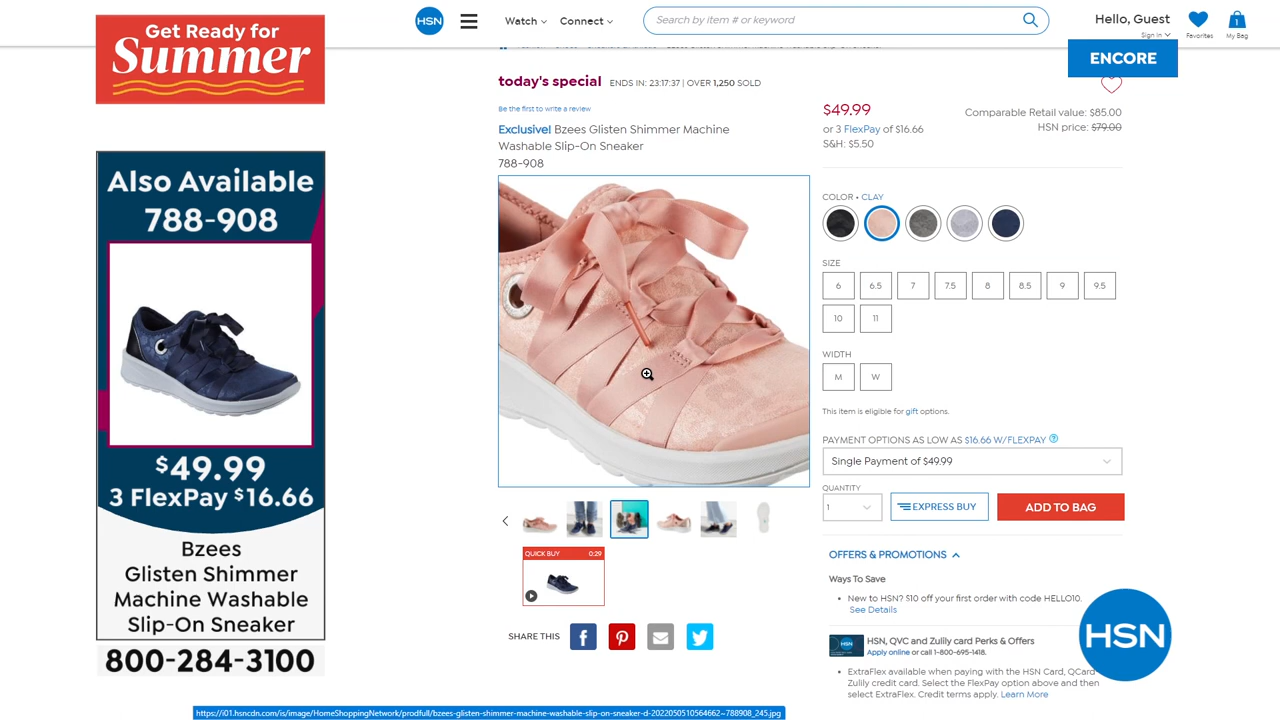 Get Ready for
Summer
Also Available
788-908
$49.99
3 FlexPay $16.66
Bzees
Glisten Shimmer
Machine Washable
Slip-On Sneaker
800-284-3100
HSN
Watch
Connect
Search by item # or keyword
Hello, Guest
Sign in
Favorites
1
My Bag
ENCORE
today's special ENDS IN: 23:17:37 | OVER 1,250 SOLD
Be the first to write a review
Exclusive! Bzees Glisten Shimmer Machine
Washable Slip-On Sneaker
788-908
$49.99
or 3 FlexPay of $16.66
S&H: $5.50
Comparable Retail value: $85.00
HSN price: $79.00
COLOR • CLAY
SIZE
6 6.5 7 7.5 8 8.5 9 9.5
10 11
WIDTH
M W
This item is eligible for gift options.
PAYMENT OPTIONS AS LOW AS $16.66 W/FLEXPAY ?
Single Payment of $49.99
QUANTITY
1
EXPRESS BUY
ADD TO BAG
QUICK BUY 0:29
SHARE THIS
OFFERS & PROMOTIONS
Ways To Save
• New to HSN? $10 off your first order with code HELLO10.
See Details
HSN, QVC and Zulily card Perks & Offers
Apply online or call 1-800-695-1418.
• ExtraFlex available when paying with the HSN Card, QCard
Zulily credit card. Select the FlexPay option above and then
select ExtraFlex. Credit terms apply. Learn More
HSN
https://i01.hsncdn.com/is/image/HomeShoppingNetwork/prodfull/bzees-glisten-shimmer-machine-washable-slip-on-sneaker-d-2022050510564662~788908_245.jpg